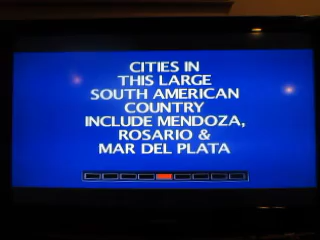 CITIES IN
THIS LARGE
SOUTH AMERICAN
COUNTRY
INCLUDE MENDOZA,
ROSARIO &
MAR DEL PLATA